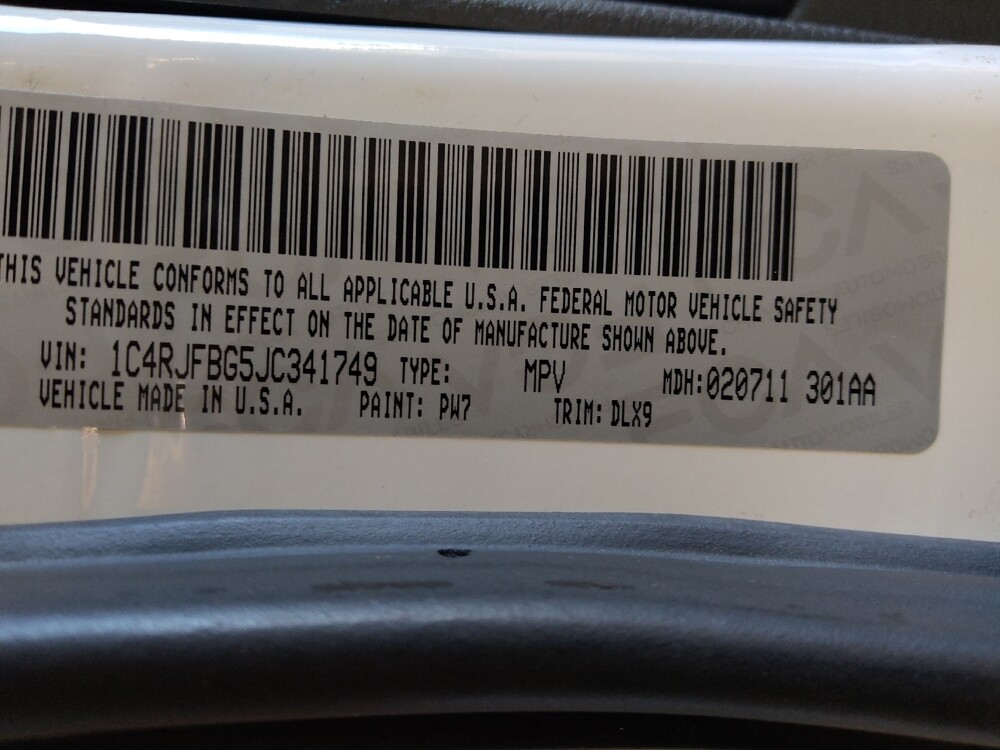 THIS VEHICLE CONFORMS TO ALL APPLICABLE U.S.A. FEDERAL MOTOR VEHICLE SAFETY
STANDARDS IN EFFECT ON THE DATE OF MANUFACTURE SHOWN ABOVE.
VIN: 1C4RJFBG5JC341749 TYPE: MPV MDH:020711 301AA
VEHICLE MADE IN U.S.A. PAINT: PW7 TRIM: DLX9